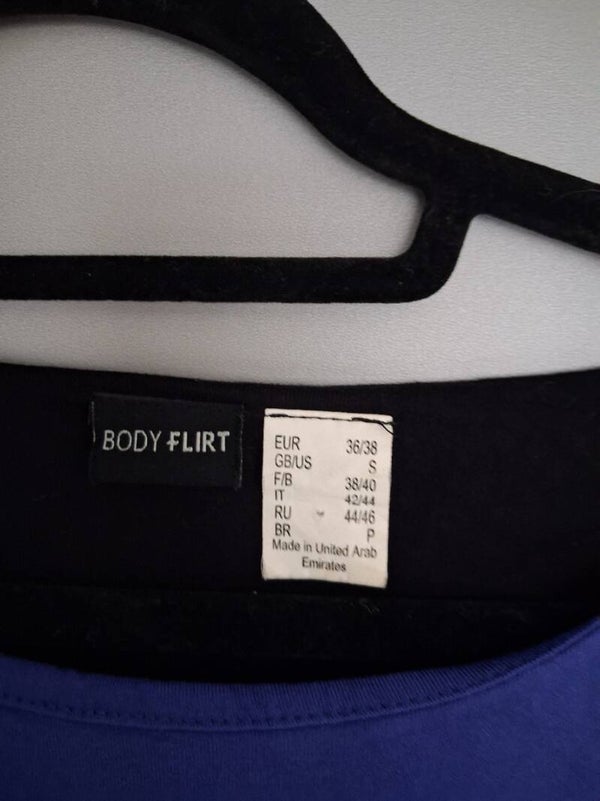 BODY FLIRT
EUR 36/38
GB/US S
F/B 38/40
IT 42/44
RU 44/46
BR P
Made in United Arab
Emirates